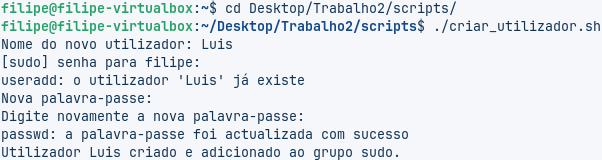 filipe@filipe-virtualbox:~$ cd Desktop/Trabalho2/scripts/
filipe@filipe-virtualbox:~/Desktop/Trabalho2/scripts$ ./criar_utilizador.sh
Nome do novo utilizador: Luis
[sudo] senha para filipe:
useradd: o utilizador 'Luis' já existe
Nova palavra-passe:
Digite novamente a nova palavra-passe:
passwd: a palavra-passe foi actualizada com sucesso
Utilizador Luis criado e adicionado ao grupo sudo.